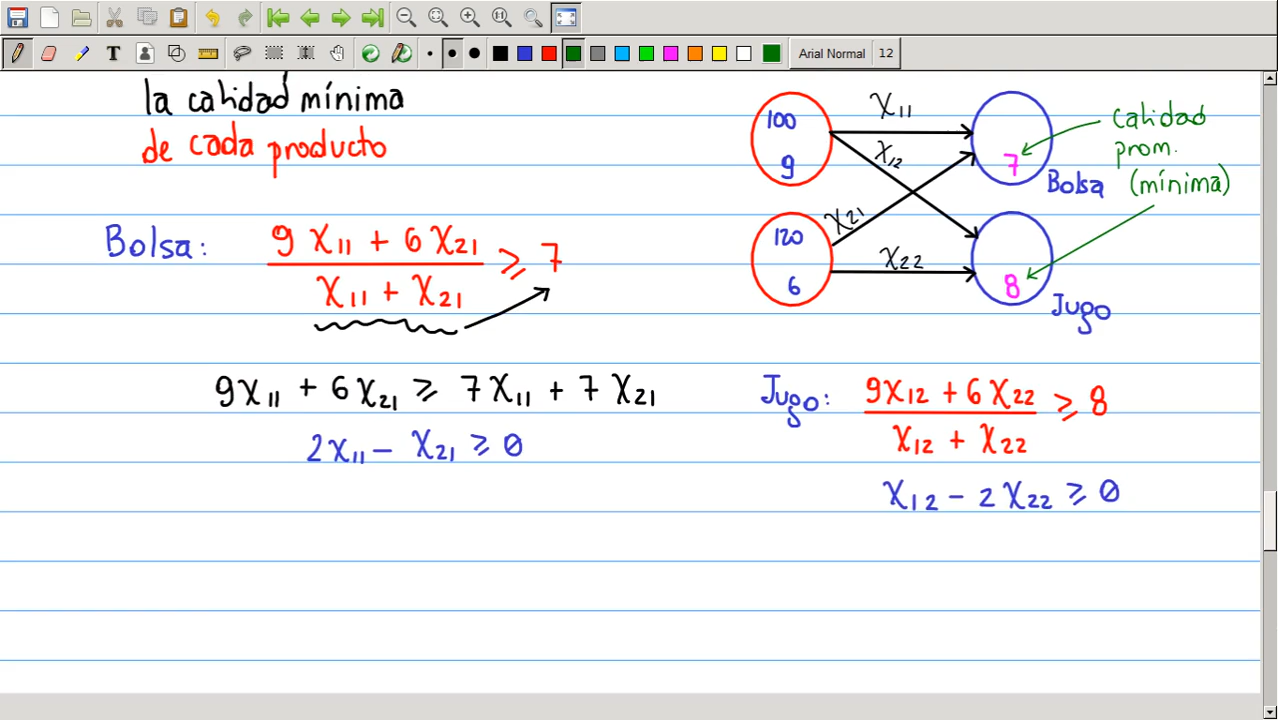 T
Arial Normal
12
la calidad mínima
de cada producto
Bolsa:
9 X11 + 6 X21
X11 + X21
≥ 7
9X11 + 6X21 ≥ 7X11 + 7X21
2X11 – X21 ≥ 0
100
9
120
6
X11
X12
X21
X22
7
Bolsa
8
Jugo
calidad
prom.
(mínima)
Jugo:
9X12 + 6X22
X12 + X22
≥ 8
X12 – 2X22 ≥ 0